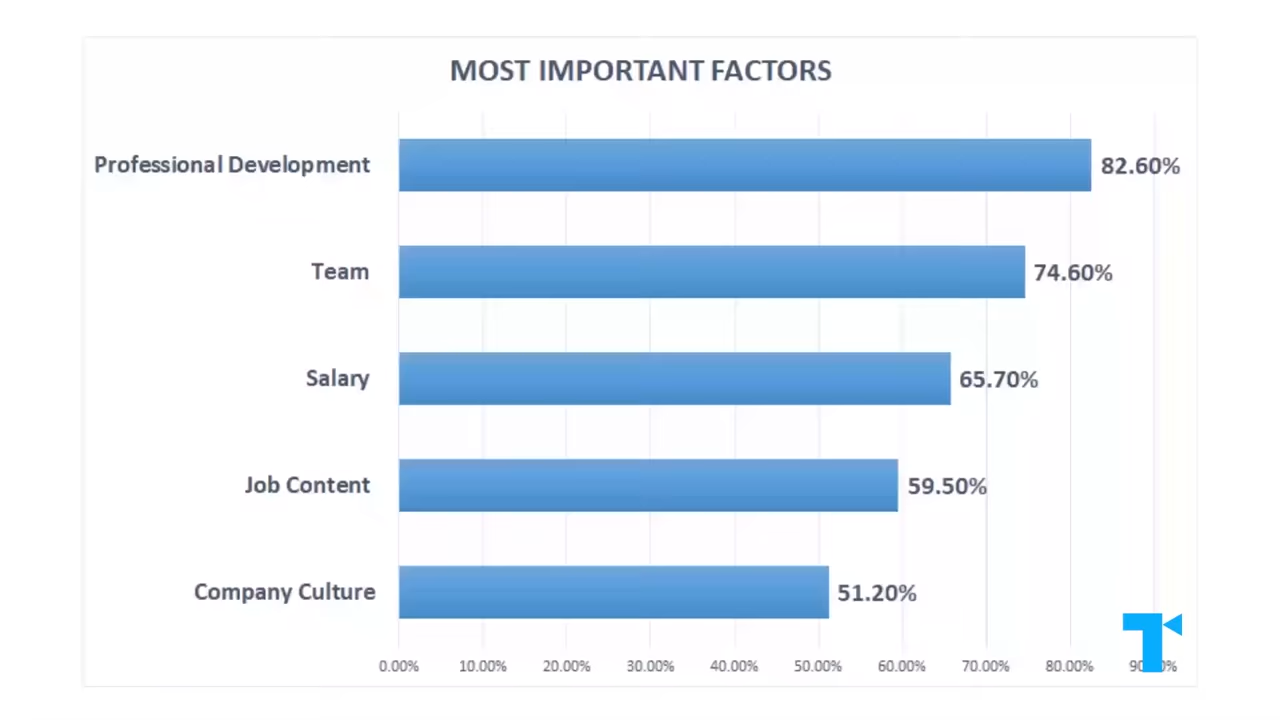 MOST IMPORTANT FACTORS
Professional Development
82.60%
Team
74.60%
Salary
65.70%
Job Content
59.50%
Company Culture
51.20%
0.00% 10.00% 20.00% 30.00% 40.00% 50.00% 60.00% 70.00% 80.00%